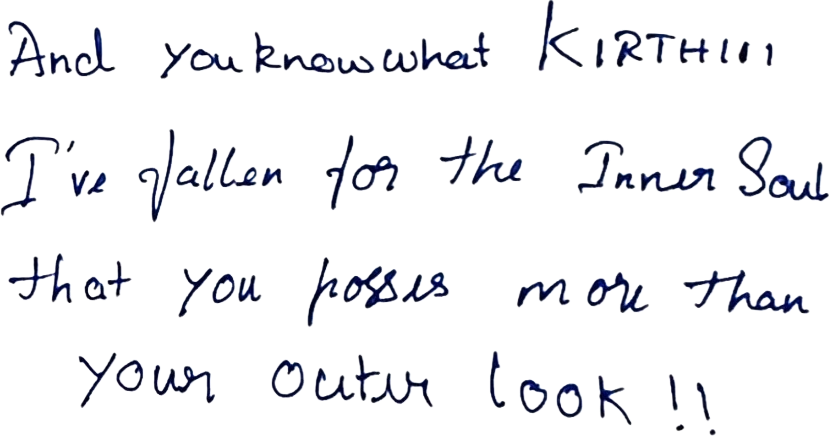 And you know what KIRTHIII
I've fallen for the Inner Soul
that you posses more than
your outer look !!